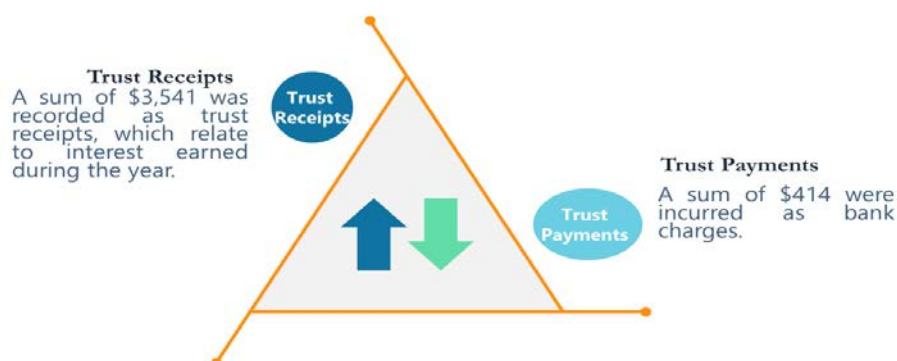 Trust Receipts
A sum of $3,541 was
recorded as trust
receipts, which relate
to interest earned
during the year.
Trust
Receipts
Trust Payments
A sum of $414 were
incurred as bank
charges.
Trust
Payments